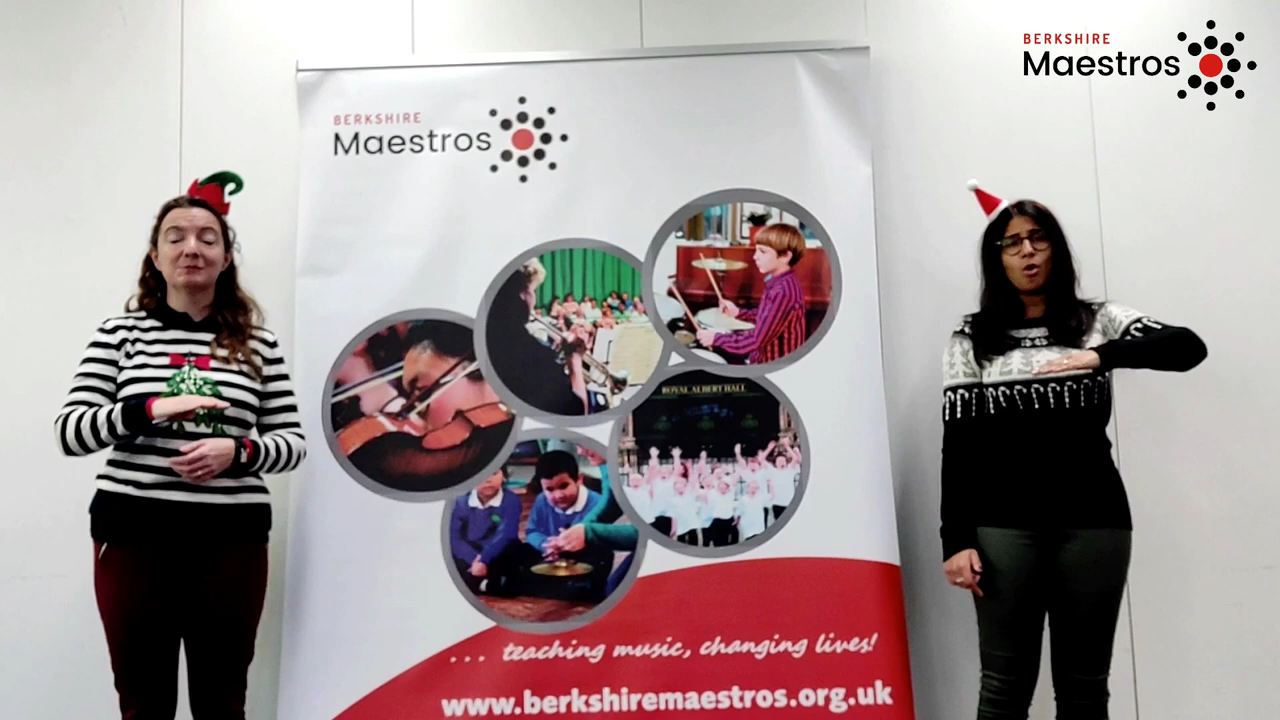 BERKSHIRE
Maestros
BERKSHIRE
Maestros
ROYAL ALBERT HALL
... teaching music, changing lives!
www.berkshiremaestros.org.uk